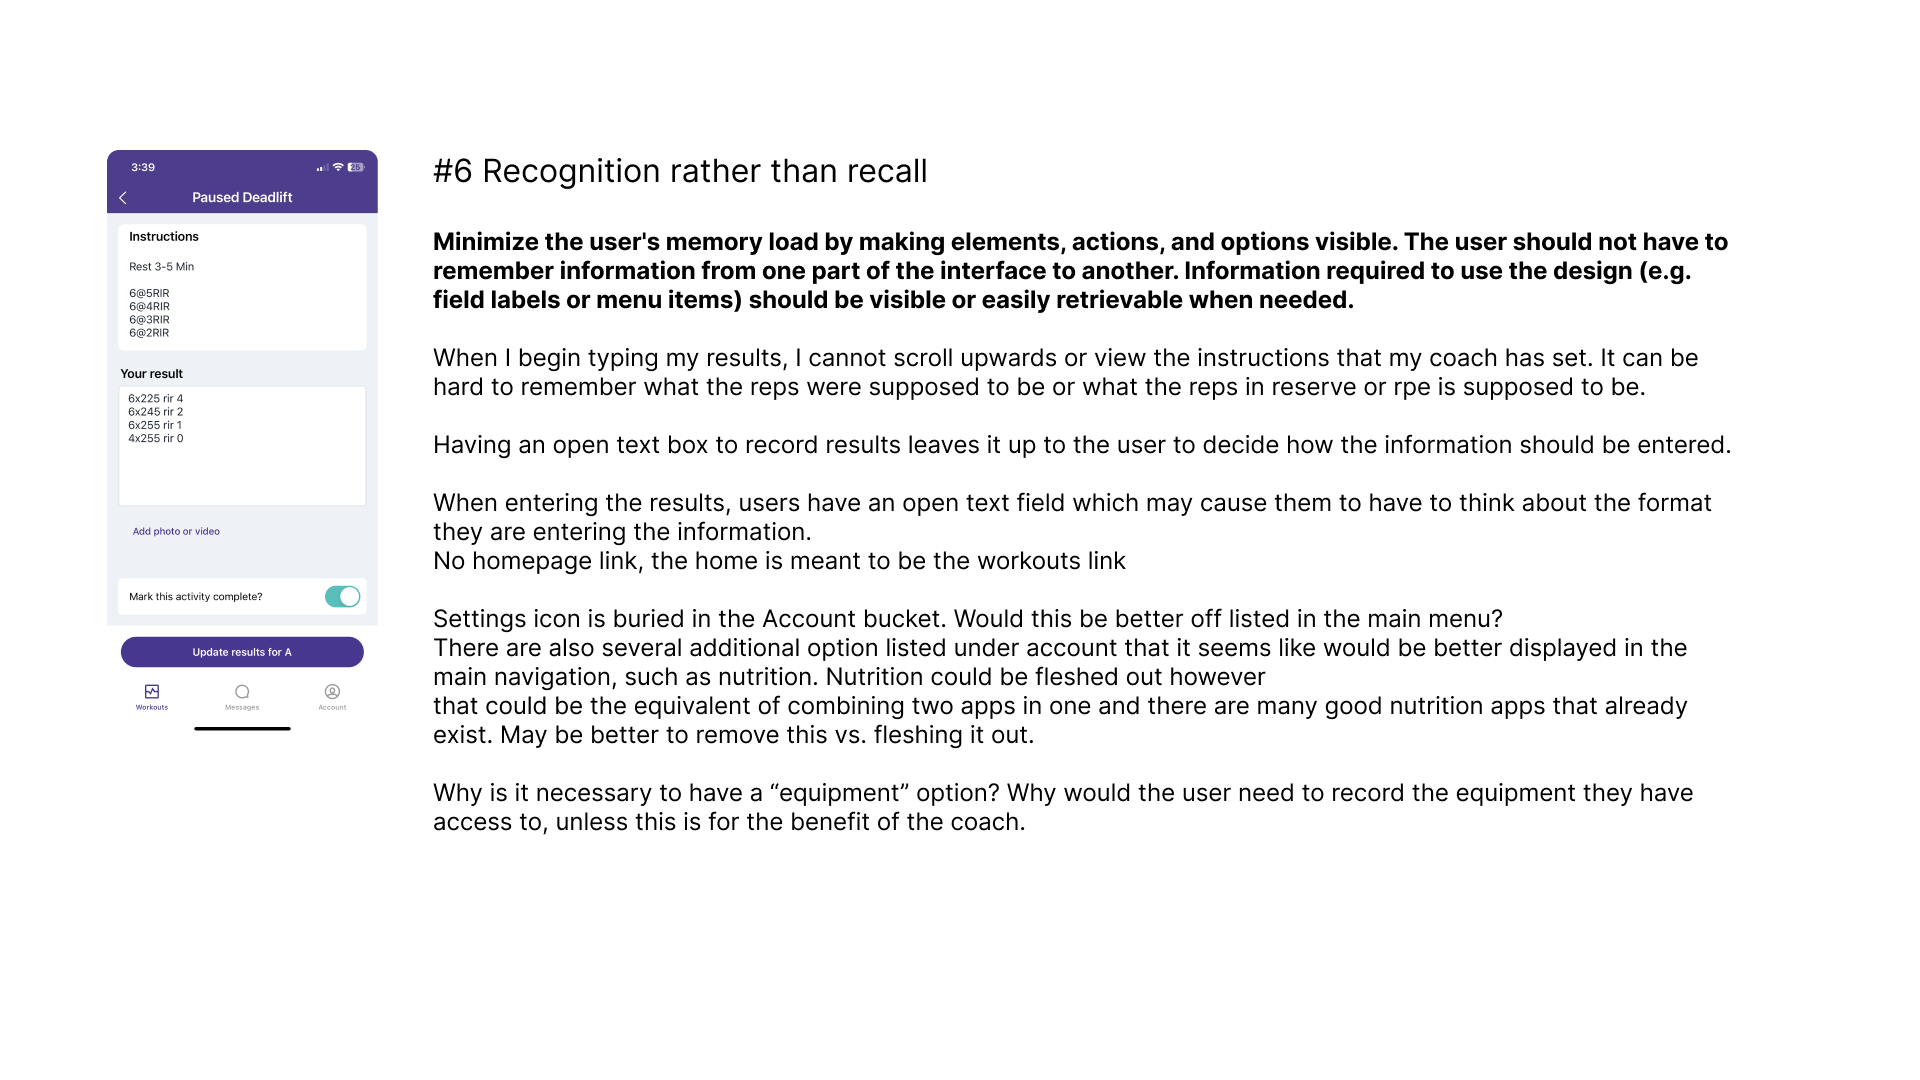 3:39
25
Paused Deadlift
Instructions
Rest 3-5 Min
6@5RIR
6@4RIR
6@3RIR
6@2RIR
Your result
6x225 rir 4
6x245 rir 2
6x255 rir 1
4x255 rir 0
Add photo or video
Mark this activity complete?
Update results for A
Workouts
Messages
Account
#6 Recognition rather than recall
Minimize the user's memory load by making elements, actions, and options visible. The user should not have to
remember information from one part of the interface to another. Information required to use the design (e.g.
field labels or menu items) should be visible or easily retrievable when needed.
When I begin typing my results, I cannot scroll upwards or view the instructions that my coach has set. It can be
hard to remember what the reps were supposed to be or what the reps in reserve or rpe is supposed to be.
Having an open text box to record results leaves it up to the user to decide how the information should be entered.
When entering the results, users have an open text field which may cause them to have to think about the format
they are entering the information.
No homepage link, the home is meant to be the workouts link
Settings icon is buried in the Account bucket. Would this be better off listed in the main menu?
There are also several additional option listed under account that it seems like would be better displayed in the
main navigation, such as nutrition. Nutrition could be fleshed out however
that could be the equivalent of combining two apps in one and there are many good nutrition apps that already
exist. May be better to remove this vs. fleshing it out.
Why is it necessary to have a “equipment” option? Why would the user need to record the equipment they have
access to, unless this is for the benefit of the coach.